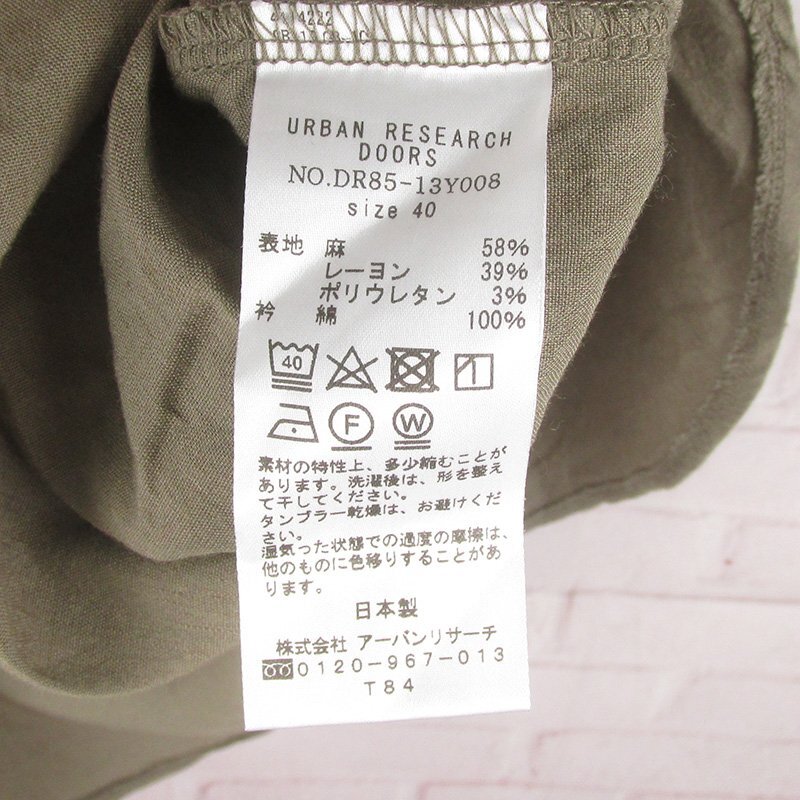 URBAN RESEARCH
DOORS
NO.DR85-13Y008
size 40
表地 麻 58%
レーヨン 39%
ポリウレタン 3%
衿 綿 100%
40
F
W
素材の特性上、多少縮むことが
あります。洗濯後は、形を整え
て干してください。
タンブラー乾燥は、お避けくだ
さい。
湿気った状態での過度の摩擦は、
他のものに色移りすることがあ
ります。
日本製
株式会社 アーバンリサーチ
0120-967-013
T84